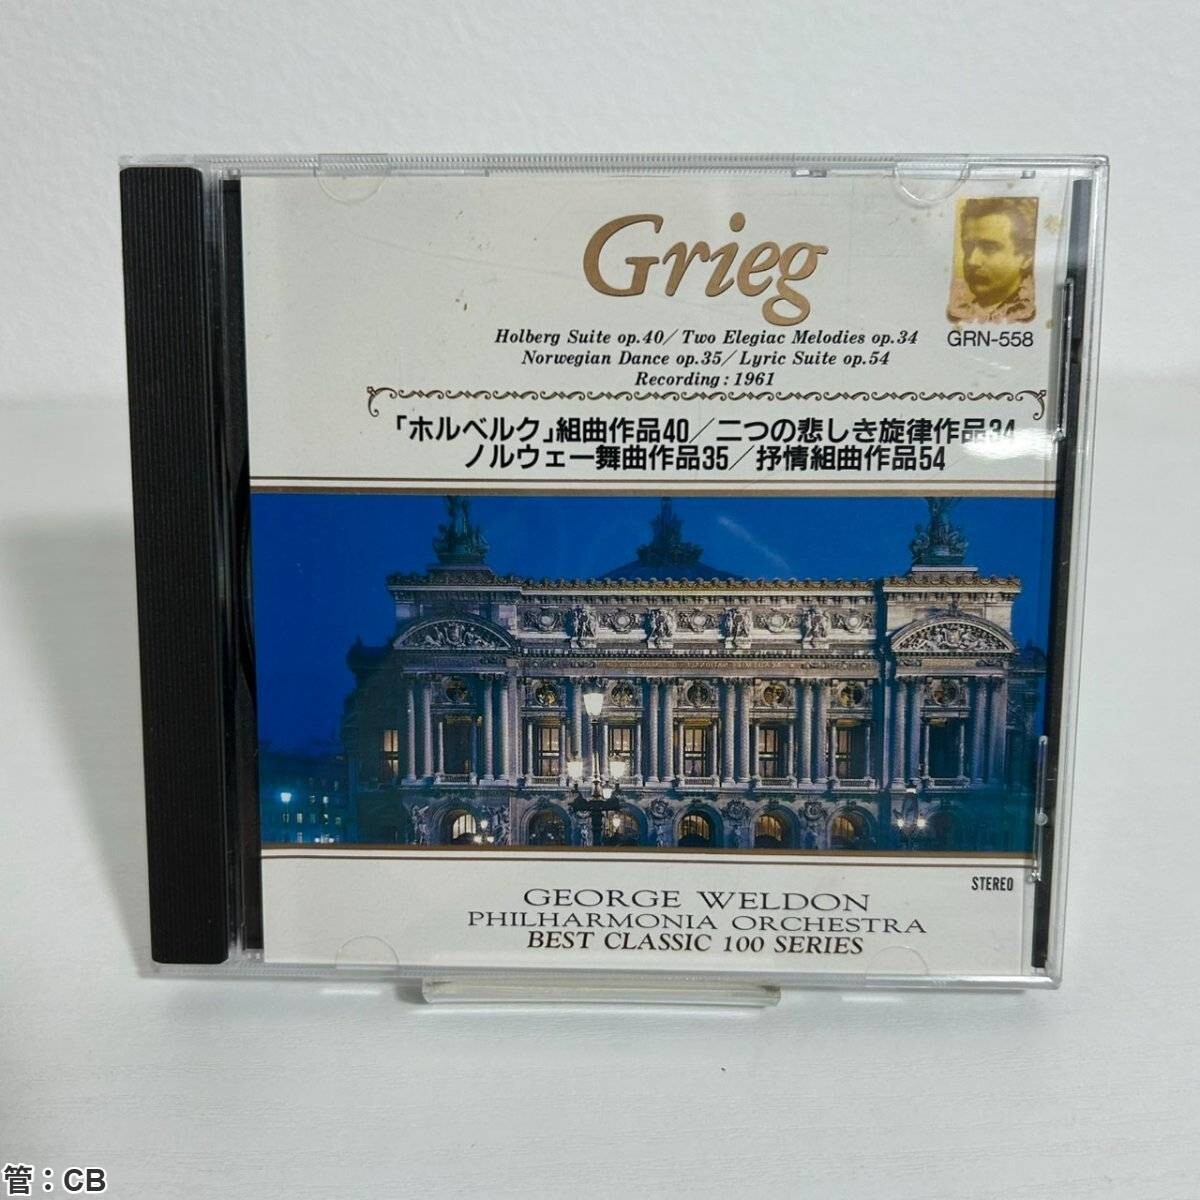 Grieg
Holberg Suite op.40/Two Elegiac Melodies op.34
GRN-558
Norwegian Dance op.35/Lyric Suite op.54
Recording:1961
「ホルベルク」組曲作品40/二つの悲しき旋律作品34
ノルウェー舞曲作品35/抒情組曲作品54
STEREO
GEORGE WELDON
PHILHARMONIA ORCHESTRA
BEST CLASSIC 100 SERIES
管:CB